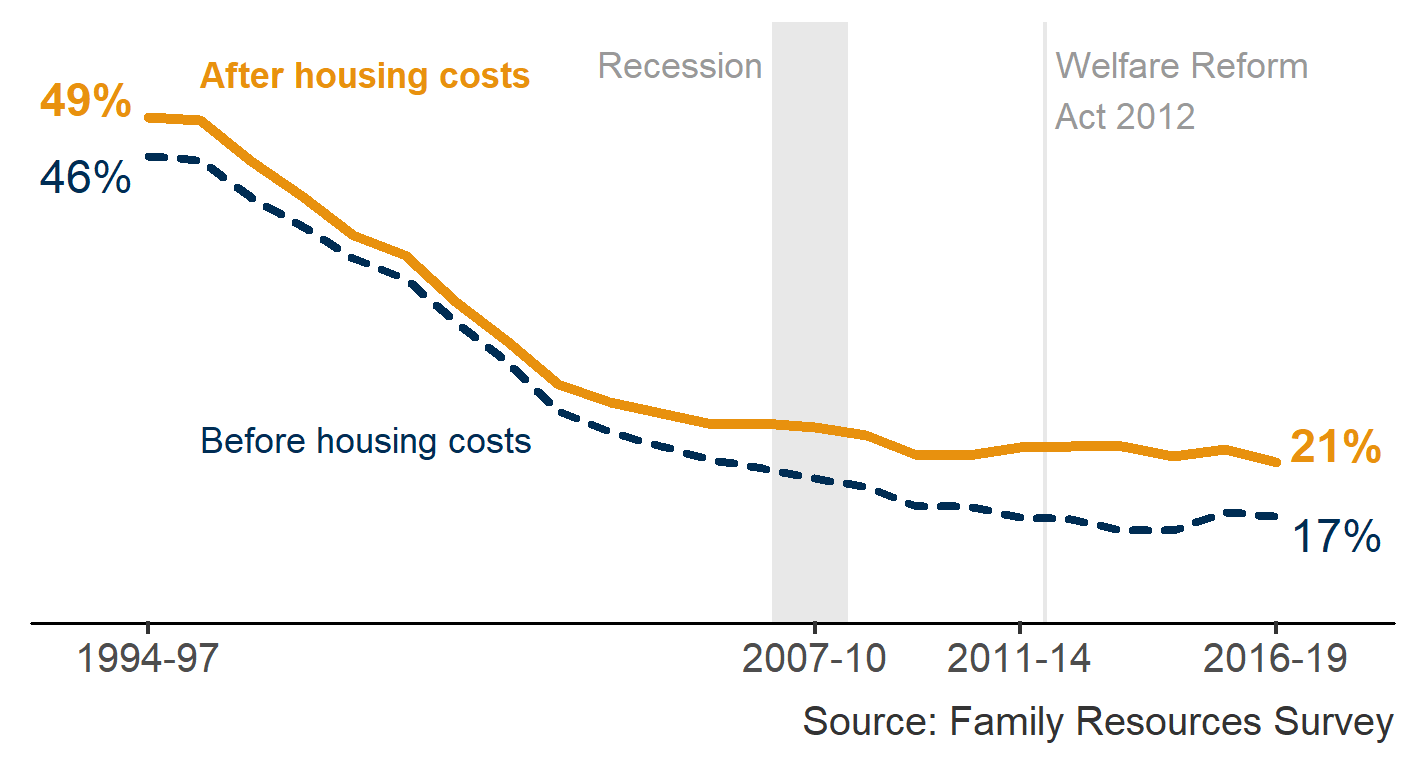 After housing costs
Recession
Welfare Reform
Act 2012
49%
46%
Before housing costs
21%
17%
1994-97
2007-10
2011-14
2016-19
Source: Family Resources Survey